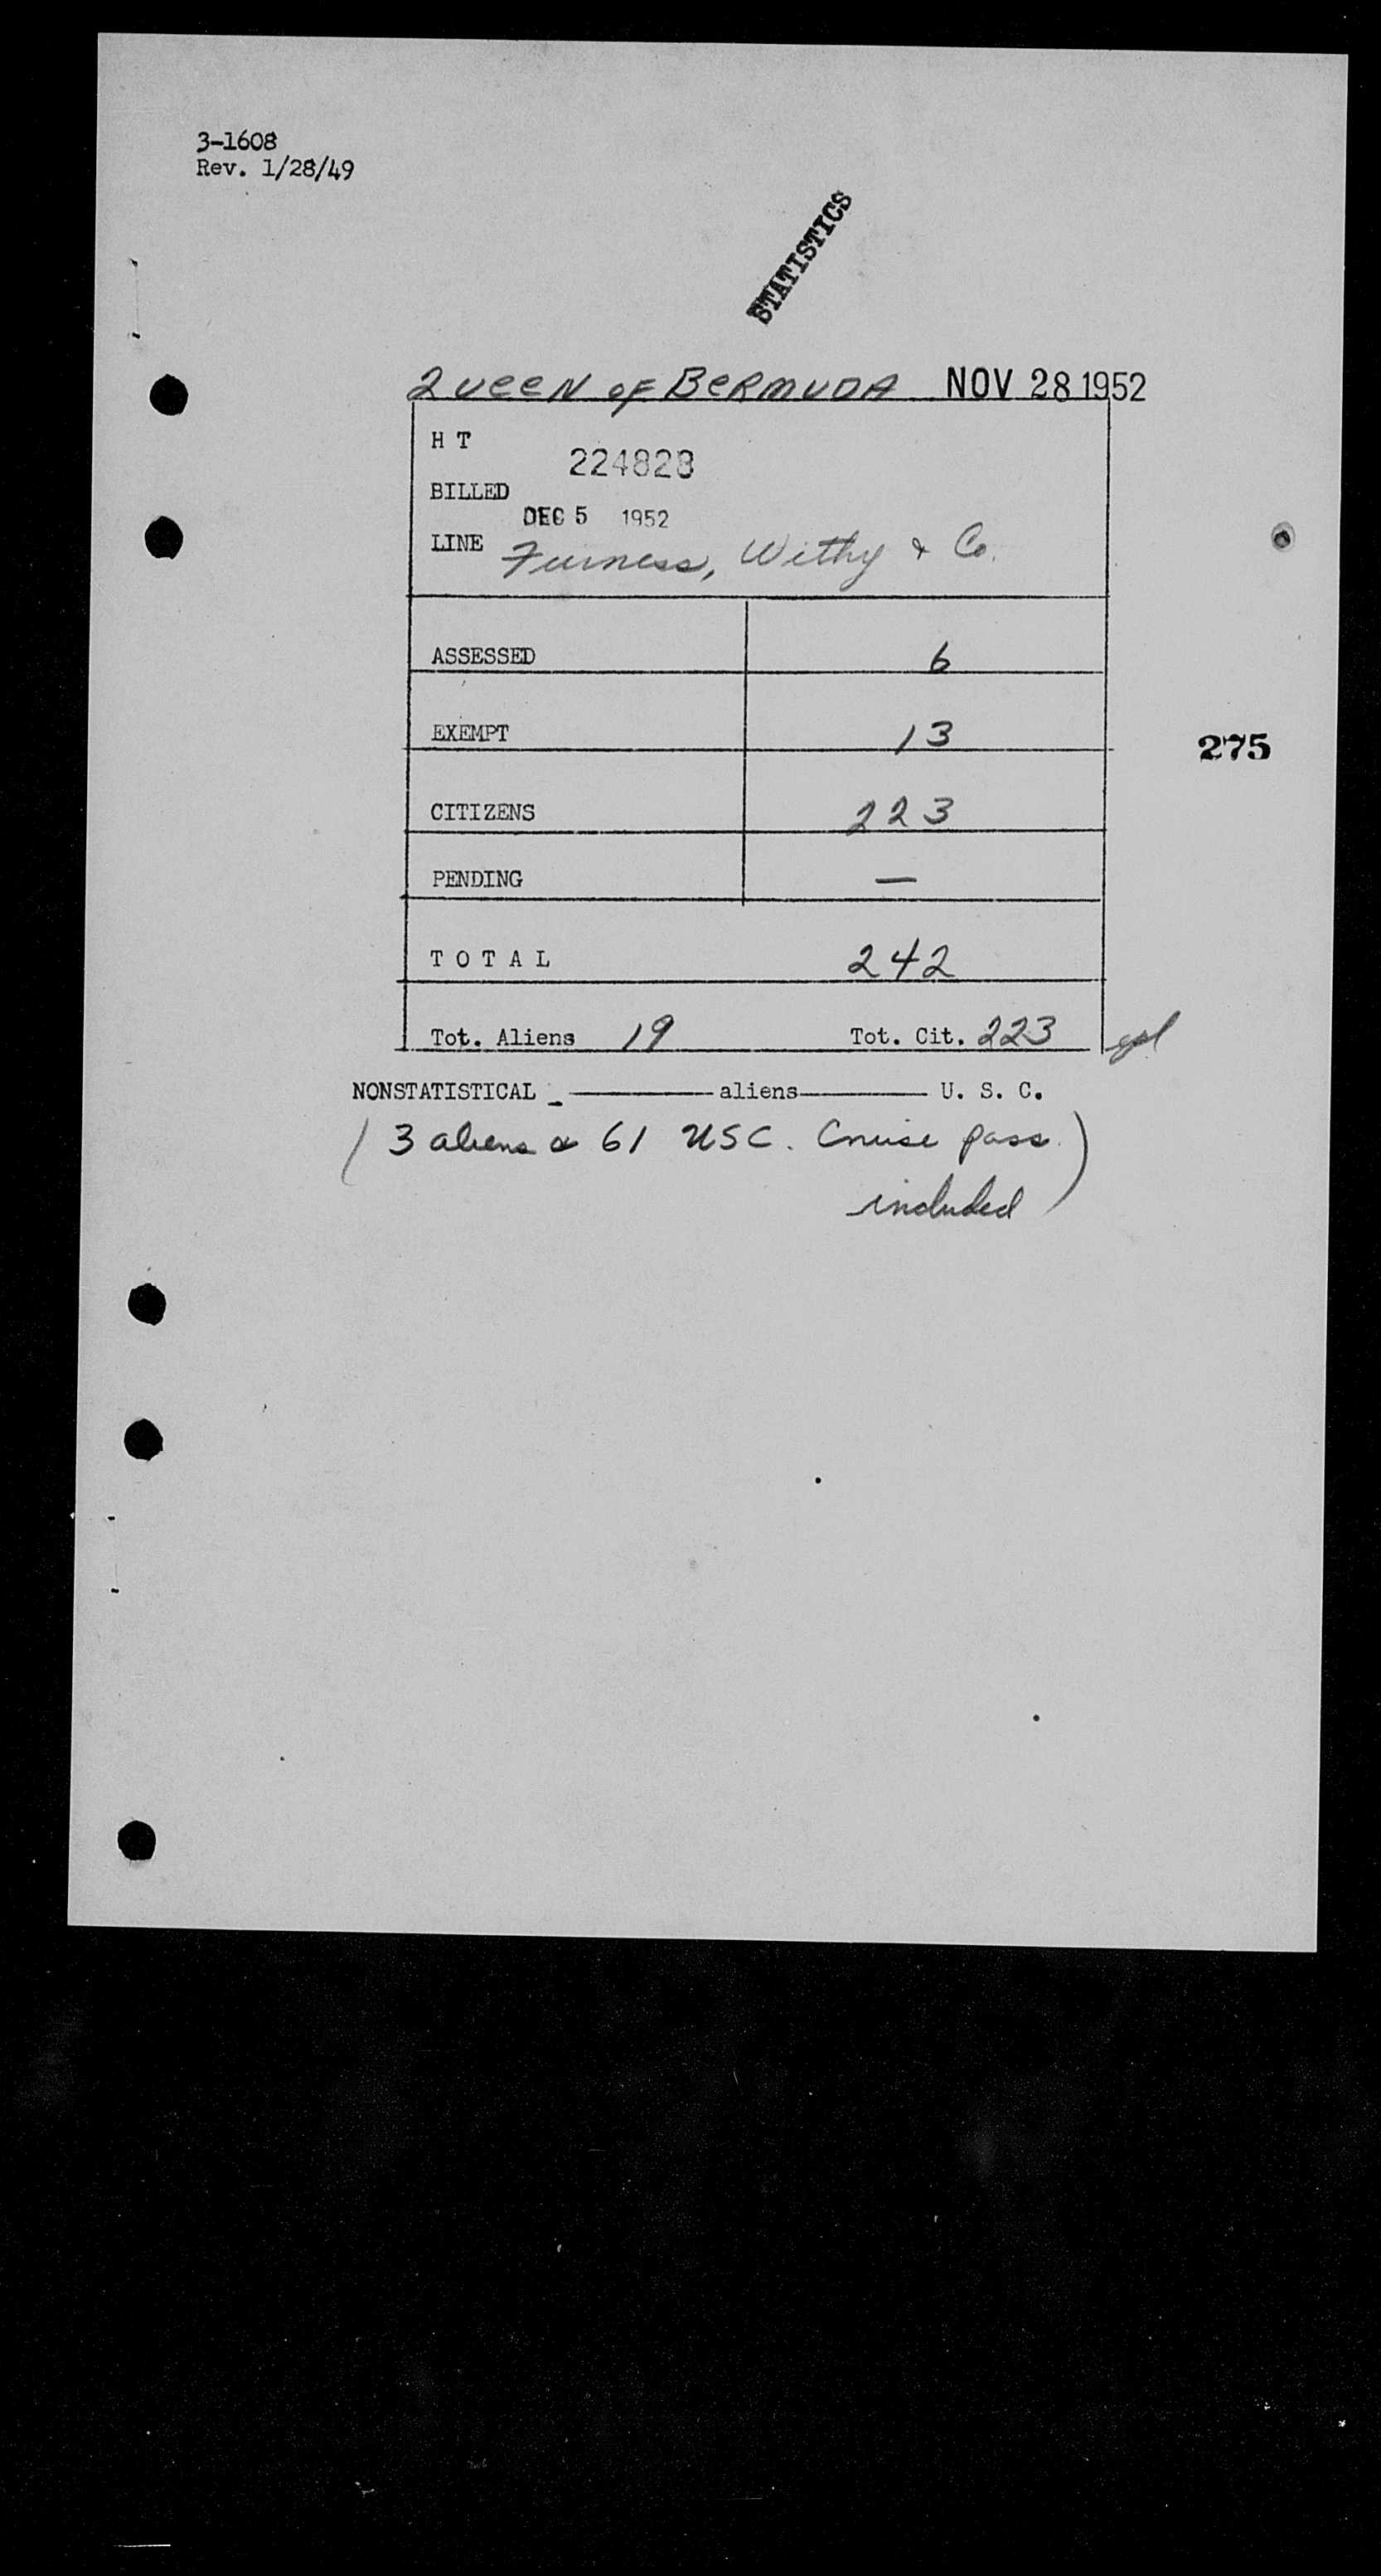 3-1608
Rev. 1/28/49
STATISTICS
QUEEN OF BERMUDA NOV 28 1952
H T
224828
BILLED
DEC 5 1952
LINE Furness, Withy & Co.
ASSESSED 6
EXEMPT 13
275
CITIZENS 223
PENDING —
TOTAL 242
Tot. Aliens 19 Tot. Cit. 223
NONSTATISTICAL - ———— aliens ———— U. S. C.
(3 aliens & 61 USC. Cruise pass.
included)